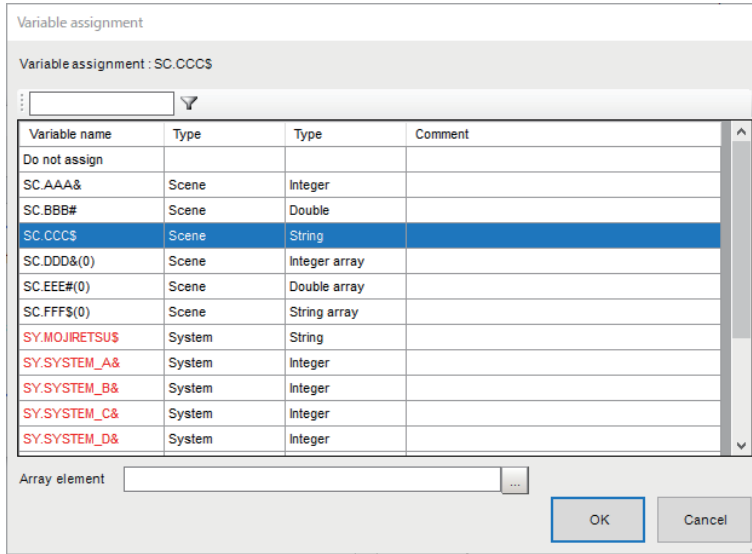 Variable assignment
Variable assignment : SC.CCC$
Variable name Type Type Comment
Do not assign
SC.AAA& Scene Integer
SC.BBB# Scene Double
SC.CCC$ Scene String
SC.DDD&(0) Scene Integer array
SC.EEE#(0) Scene Double array
SC.FFF$(0) Scene String array
SY.MOJIRETSU$ System String
SY.SYSTEM_A& System Integer
SY.SYSTEM_B& System Integer
SY.SYSTEM_C& System Integer
SY.SYSTEM_D& System Integer
Array element ...
OK Cancel